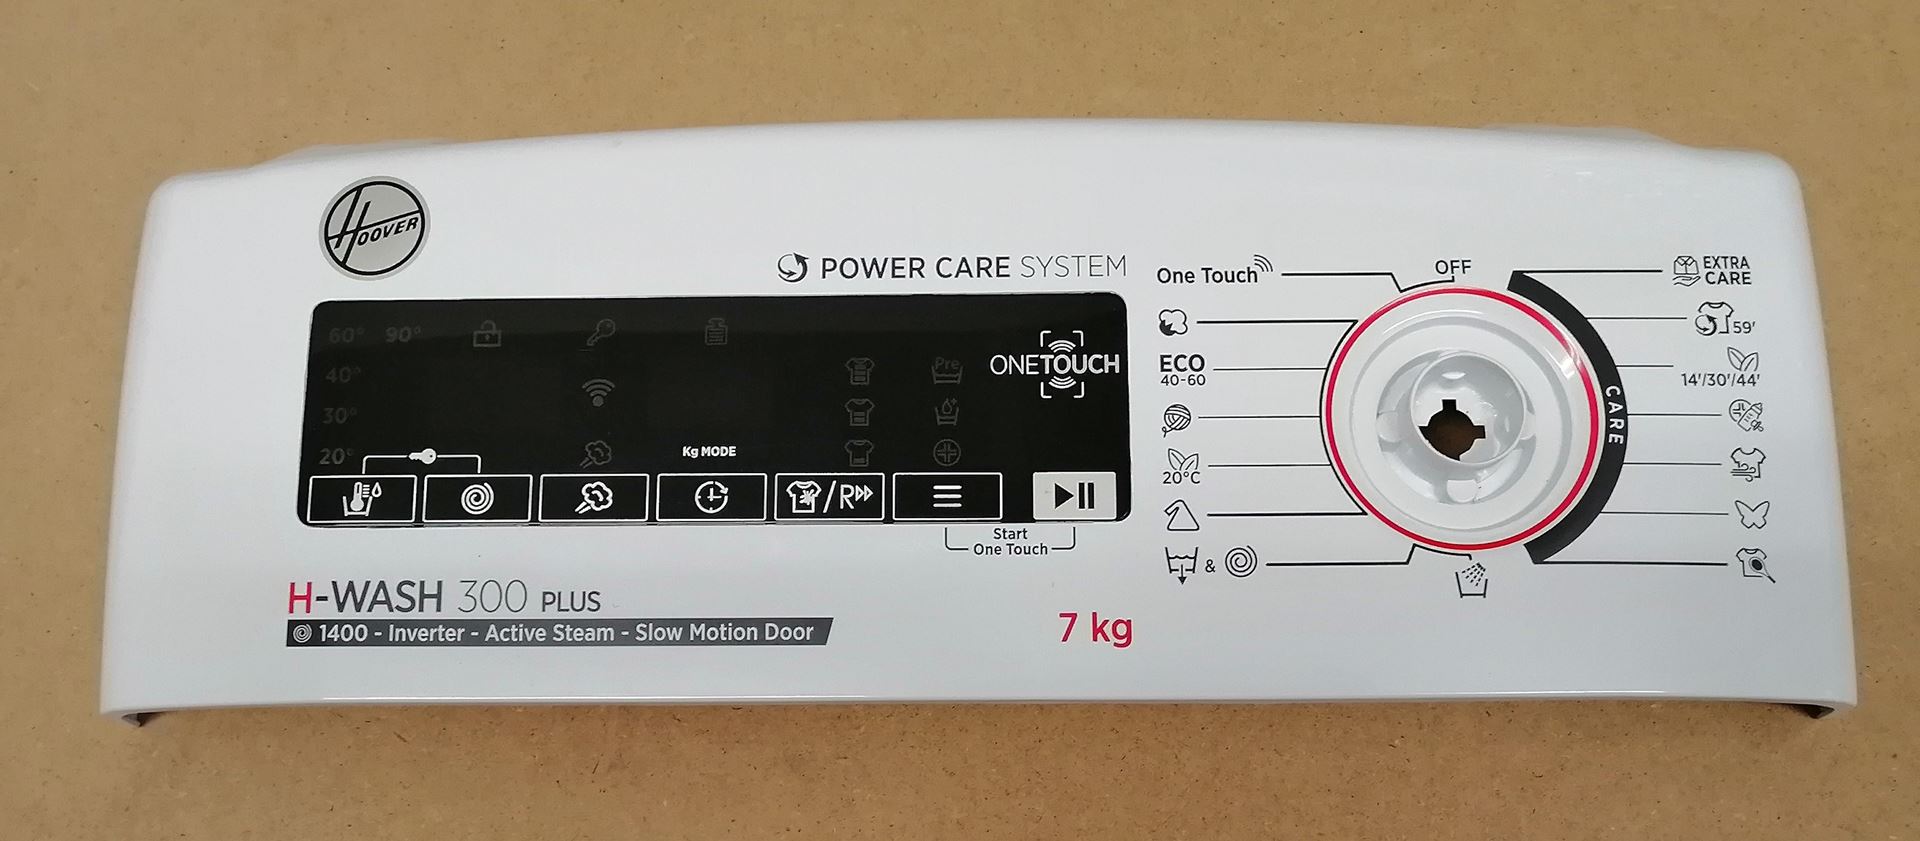 HOOVER
POWER CARE SYSTEM
60° 90°
40°
30°
20°
Pre
ONETOUCH
Kg MODE
/R
Start
One Touch
H-WASH 300 PLUS
1400 - Inverter - Active Steam - Slow Motion Door
7 kg
OFF
One Touch
ECO
40-60
20°C
&
EXTRA
CARE
59'
14'/30'/44'
CARE